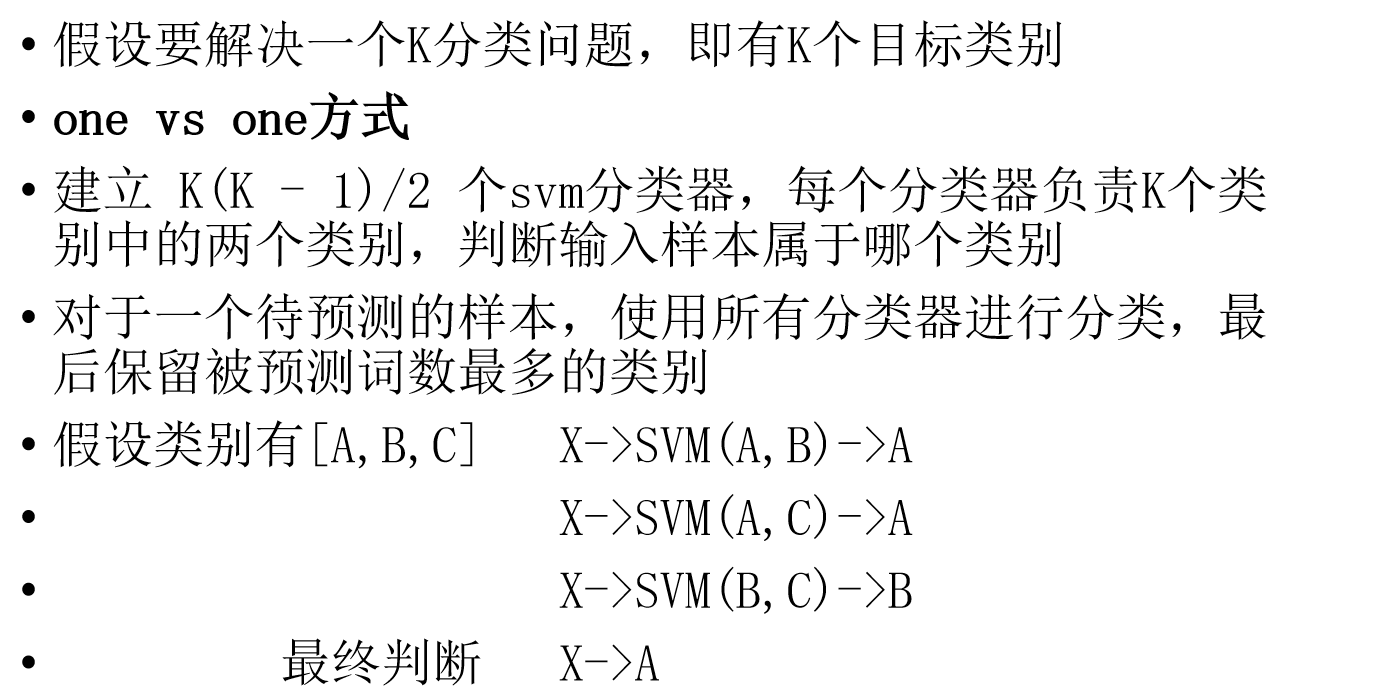 • 假设要解决一个K分类问题，即有K个目标类别
• one vs one方式
• 建立 K(K - 1)/2 个svm分类器，每个分类器负责K个类
别中的两个类别，判断输入样本属于哪个类别
• 对于一个待预测的样本，使用所有分类器进行分类，最
后保留被预测词数最多的类别
• 假设类别有[A,B,C] X->SVM(A,B)->A
• X->SVM(A,C)->A
• X->SVM(B,C)->B
• 最终判断 X->A